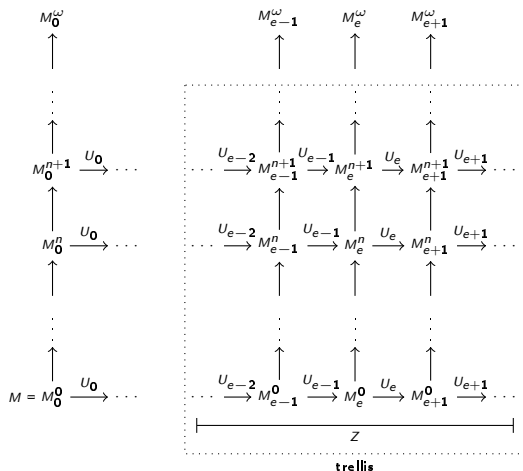 M_0^ω M_{e−1}^ω M_e^ω M_{e+1}^ω
U_0 U_{e−2} U_{e−1} U_e U_{e+1}
M_0^{n+1} · · · · · · M_{e−1}^{n+1} M_e^{n+1} M_{e+1}^{n+1} · · ·
U_0 U_{e−2} U_{e−1} U_e U_{e+1}
M_0^n · · · · · · M_{e−1}^n M_e^n M_{e+1}^n · · ·
U_0 U_{e−2} U_{e−1} U_e U_{e+1}
M = M_0^0 · · · · · · M_{e−1}^0 M_e^0 M_{e+1}^0 · · ·
Z
trellis